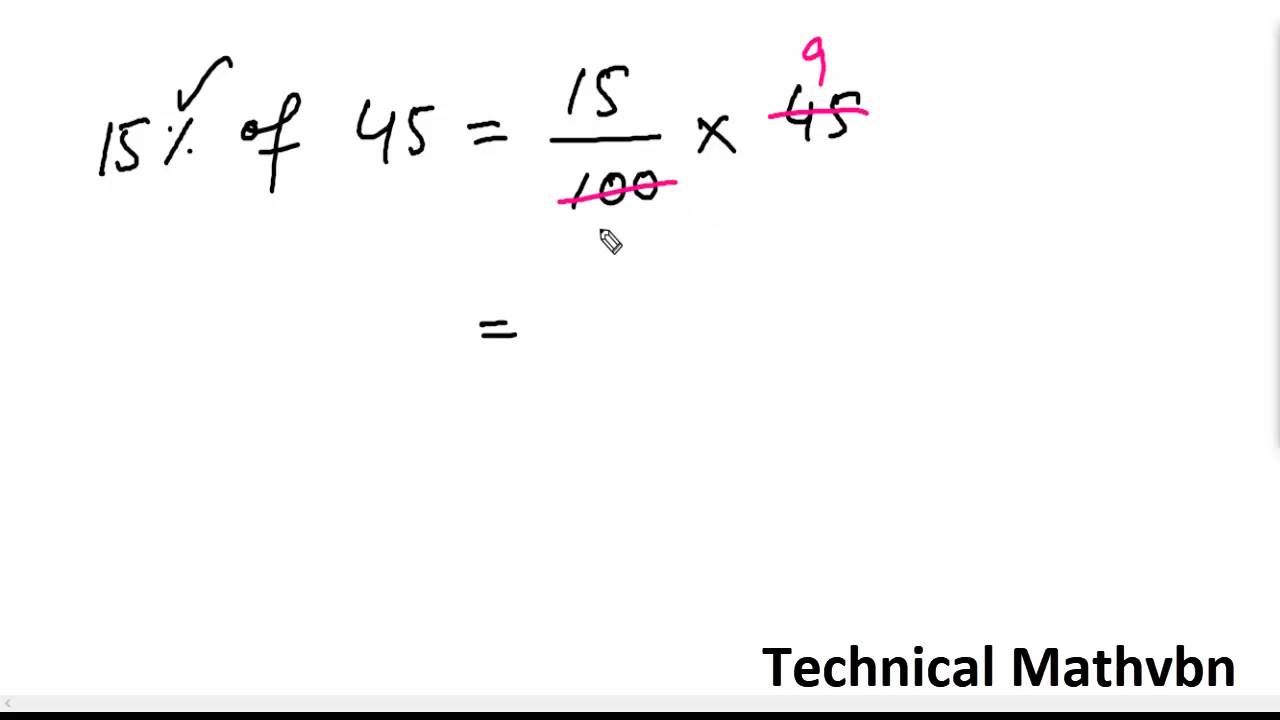 9
15% of 45 = 15/100 × 45
=
Technical Mathvbn